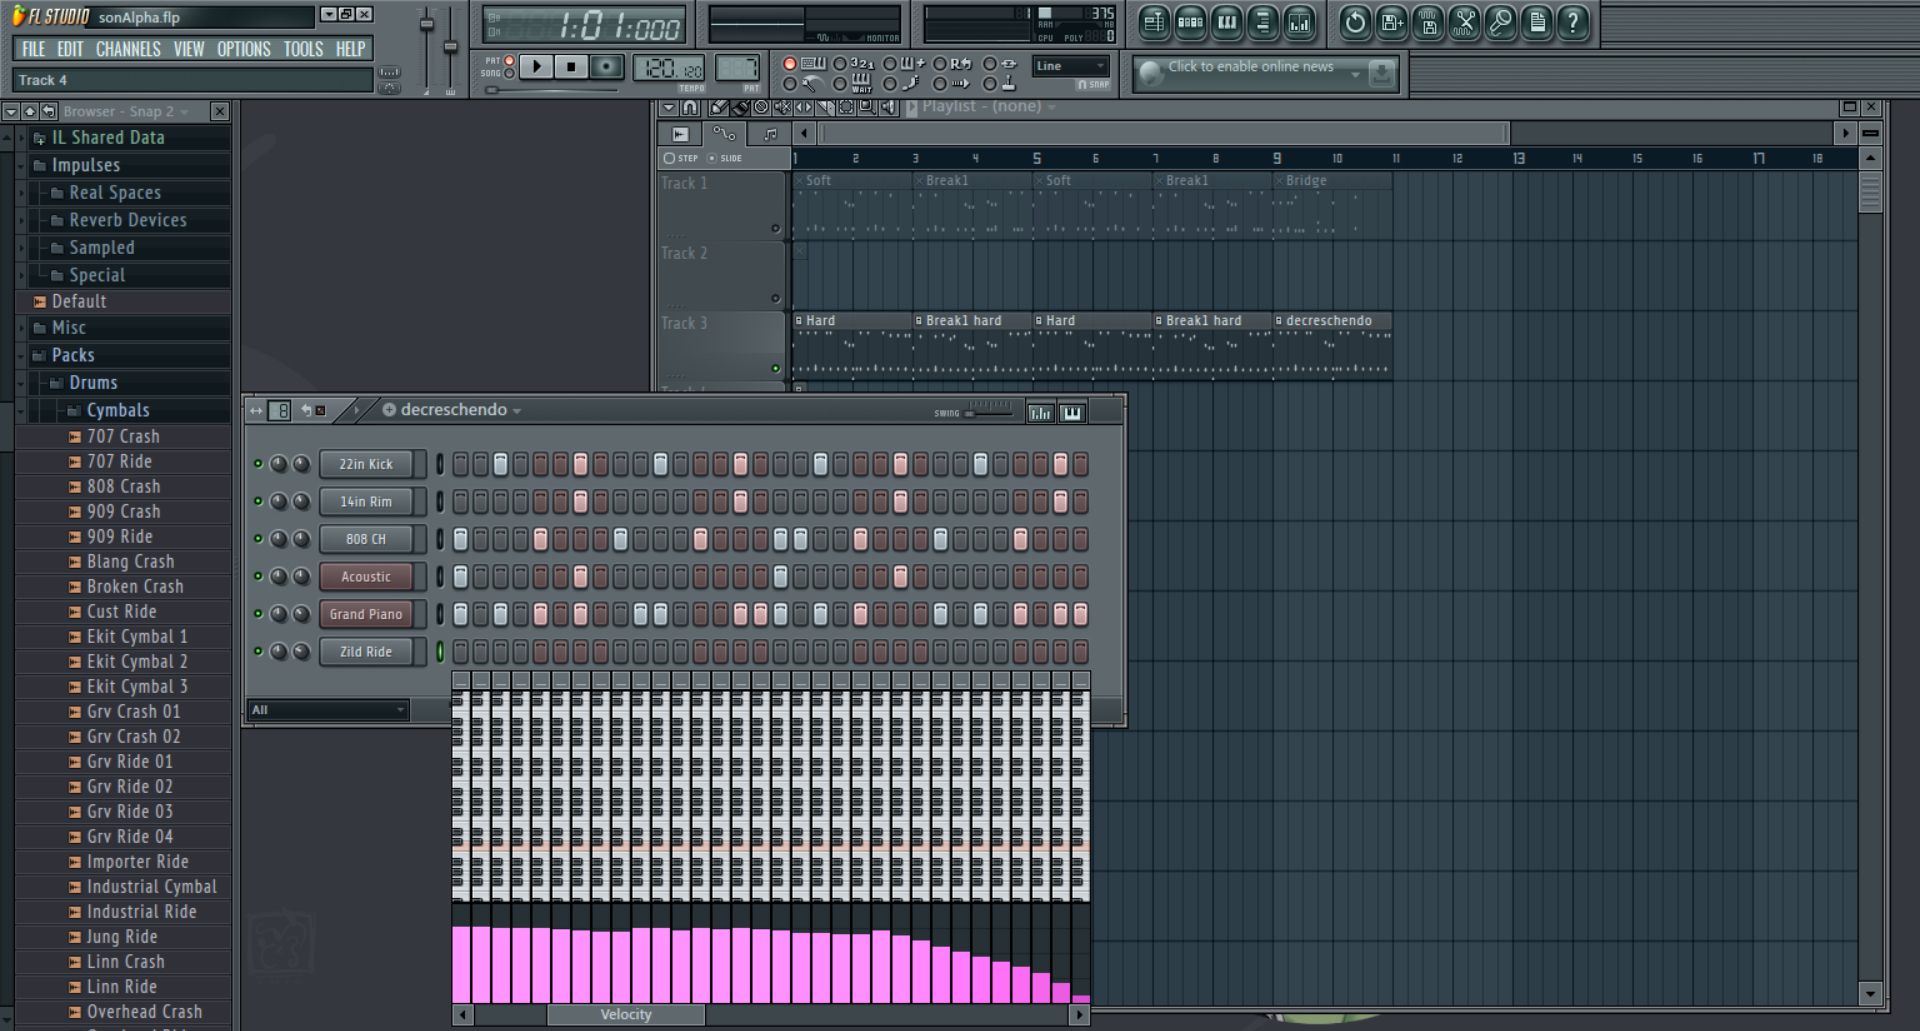 FL STUDIO sonAlpha.flp
FILE EDIT CHANNELS VIEW OPTIONS TOOLS HELP
Track 4
1:01:000
MONITOR
375
RAM MB
CPU POLY 0
PAT
SONG
120.120
TEMPO
7
PAT
321
WAIT
Line
SNAP
Click to enable online news
Browser - Snap 2
IL Shared Data
Impulses
Real Spaces
Reverb Devices
Sampled
Special
Default
Misc
Packs
Drums
Cymbals
707 Crash
707 Ride
808 Crash
909 Crash
909 Ride
Blang Crash
Broken Crash
Cust Ride
Ekit Cymbal 1
Ekit Cymbal 2
Ekit Cymbal 3
Grv Crash 01
Grv Crash 02
Grv Ride 01
Grv Ride 02
Grv Ride 03
Grv Ride 04
Importer Ride
Industrial Cymbal
Industrial Ride
Jung Ride
Linn Crash
Linn Ride
Overhead Crash
Playlist - (none)
STEP SLIDE
1 2 3 4 5 6 7 8 9 10 11 12 13 14 15 16 17 18
Track 1
Soft Break1 Soft Break1 Bridge
Track 2
Track 3
Hard Break1 hard Hard Break1 hard decreschendo
decreschendo
SWING
22in Kick
14in Rim
808 CH
Acoustic
Grand Piano
Zild Ride
All
Velocity